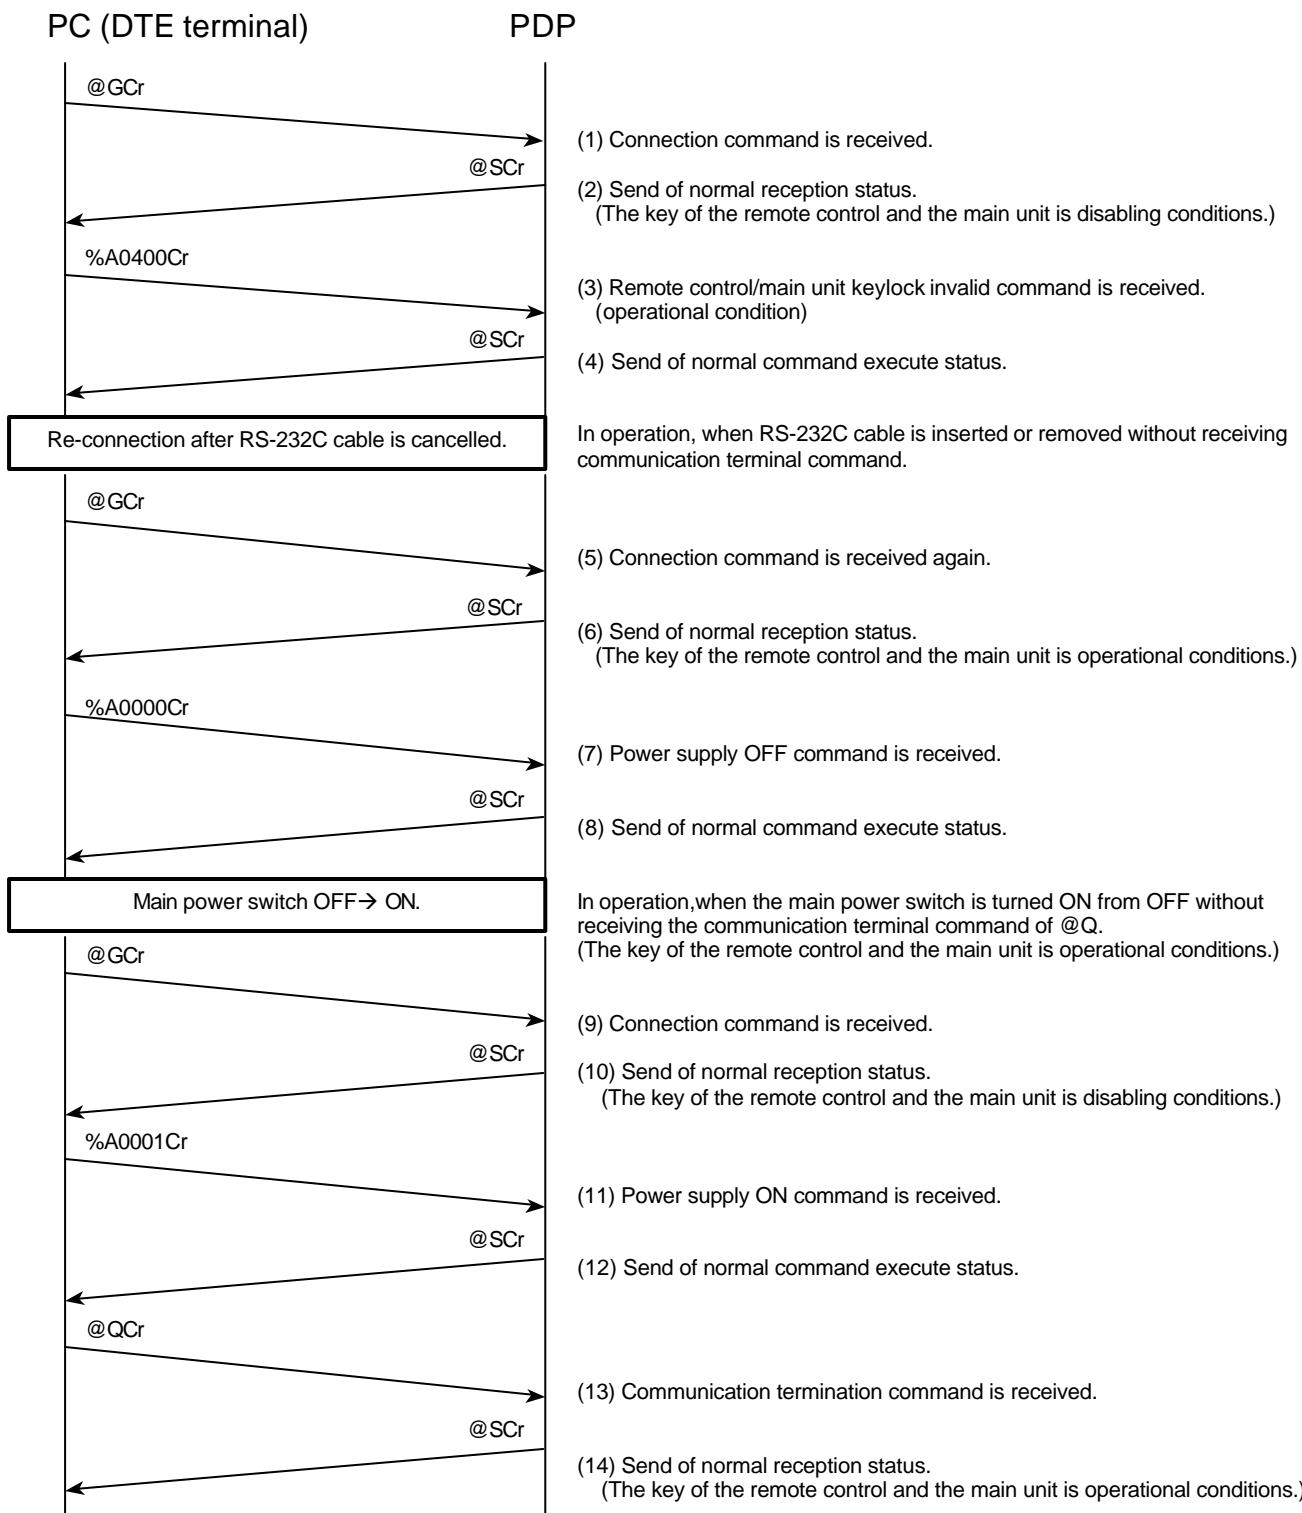 PC (DTE terminal) PDP
@GCr
(1) Connection command is received.
@SCr
(2) Send of normal reception status.
(The key of the remote control and the main unit is disabling conditions.)
%A0400Cr
(3) Remote control/main unit keylock invalid command is received.
(operational condition)
@SCr
(4) Send of normal command execute status.
Re-connection after RS-232C cable is cancelled.
In operation, when RS-232C cable is inserted or removed without receiving
communication terminal command.
@GCr
(5) Connection command is received again.
@SCr
(6) Send of normal reception status.
(The key of the remote control and the main unit is operational conditions.)
%A0000Cr
(7) Power supply OFF command is received.
@SCr
(8) Send of normal command execute status.
Main power switch OFF→ ON.
In operation,when the main power switch is turned ON from OFF without
receiving the communication terminal command of @Q.
(The key of the remote control and the main unit is operational conditions.)
@GCr
(9) Connection command is received.
@SCr
(10) Send of normal reception status.
(The key of the remote control and the main unit is disabling conditions.)
%A0001Cr
(11) Power supply ON command is received.
@SCr
(12) Send of normal command execute status.
@QCr
(13) Communication termination command is received.
@SCr
(14) Send of normal reception status.
(The key of the remote control and the main unit is operational conditions.)